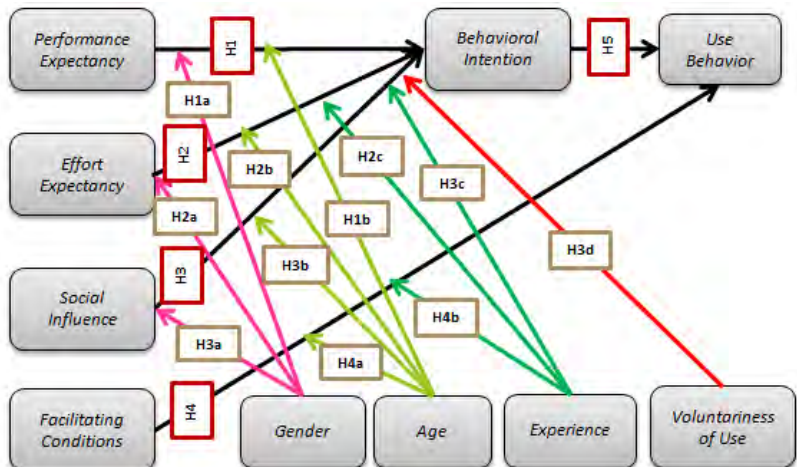 Performance
Expectancy
H1
Behavioral
Intention
H5
Use
Behavior
H1a
Effort
Expectancy
H2
H2b
H2c
H3c
H2a
H1b
H3b
H3d
H3
Social
Influence
H3a
H4b
H4a
Facilitating
Conditions
H4
Gender
Age
Experience
Voluntariness
of Use